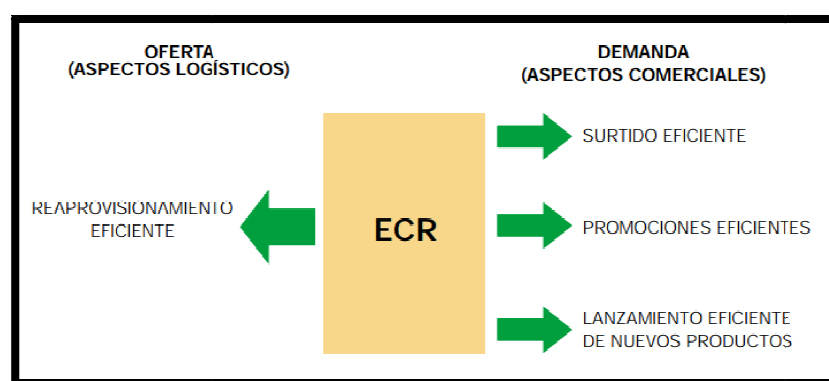 OFERTA
(ASPECTOS LOGÍSTICOS)
DEMANDA
(ASPECTOS COMERCIALES)
REAPROVISIONAMIENTO
EFICIENTE
ECR
SURTIDO EFICIENTE
PROMOCIONES EFICIENTES
LANZAMIENTO EFICIENTE
DE NUEVOS PRODUCTOS